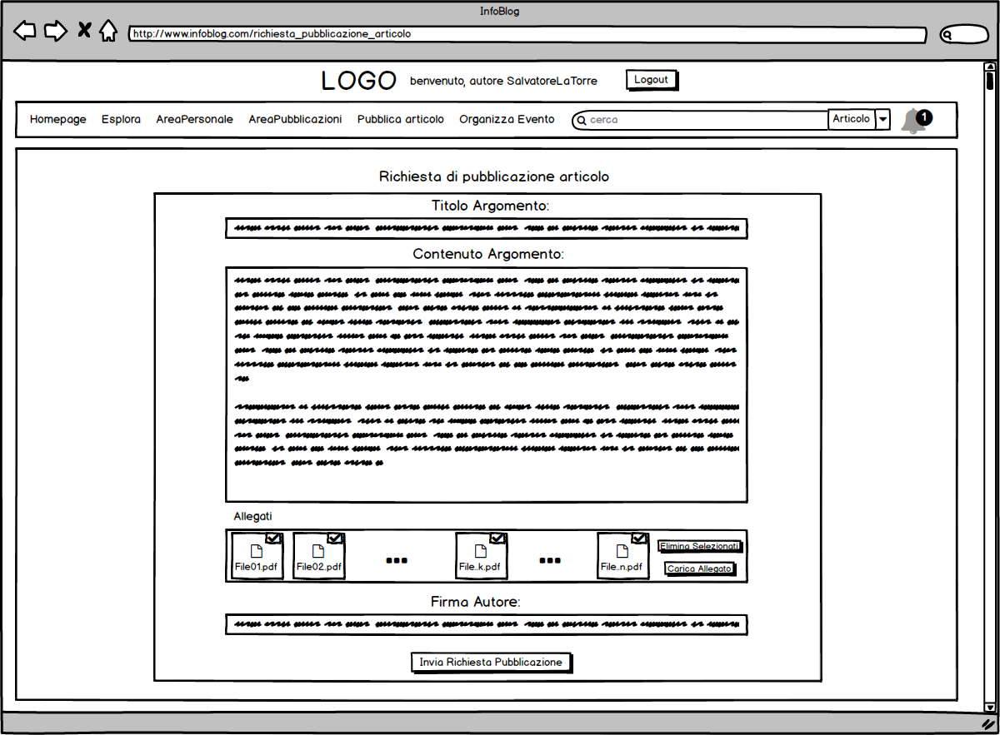 InfoBlog
http://www.infoblog.com/richiesta_pubblicazione_articolo
LOGO benvenuto, autore SalvatoreLaTorre Logout
Homepage Esplora AreaPersonale AreaPubblicazioni Pubblica articolo Organizza Evento cerca Articolo 1
Richiesta di pubblicazione articolo
Titolo Argomento:
Contenuto Argomento:
Allegati
File01.pdf File02.pdf ... File..k.pdf ... File..n.pdf
Elimina Selezionati
Carica Allegato
Firma Autore:
Invia Richiesta Pubblicazione